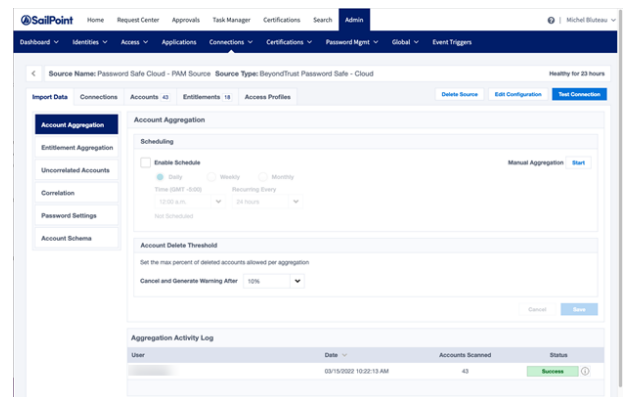 SailPoint Home Request Center Approvals Task Manager Certifications Search Admin Michel Bluteau
Dashboard Identities Access Applications Connections Certifications Password Mgmt Global Event Triggers
Source Name: Password Safe Cloud - PAM Source Source Type: BeyondTrust Password Safe - Cloud Healthy for 23 hours
Import Data Connections Accounts 43 Entitlements 18 Access Profiles Delete Source Edit Configuration Test Connection
Account Aggregation
Entitlement Aggregation
Uncorrelated Accounts
Correlation
Password Settings
Account Schema
Account Aggregation
Scheduling
Enable Schedule Manual Aggregation Start
Daily Weekly Monthly
Time (GMT -5:00) Recurring Every
12:00 a.m. 24 hours
Not Scheduled
Account Delete Threshold
Set the max percent of deleted accounts allowed per aggregation
Cancel and Generate Warning After 10%
Cancel Save
Aggregation Activity Log
User Date Accounts Scanned Status
03/15/2022 10:22:13 AM 43 Success